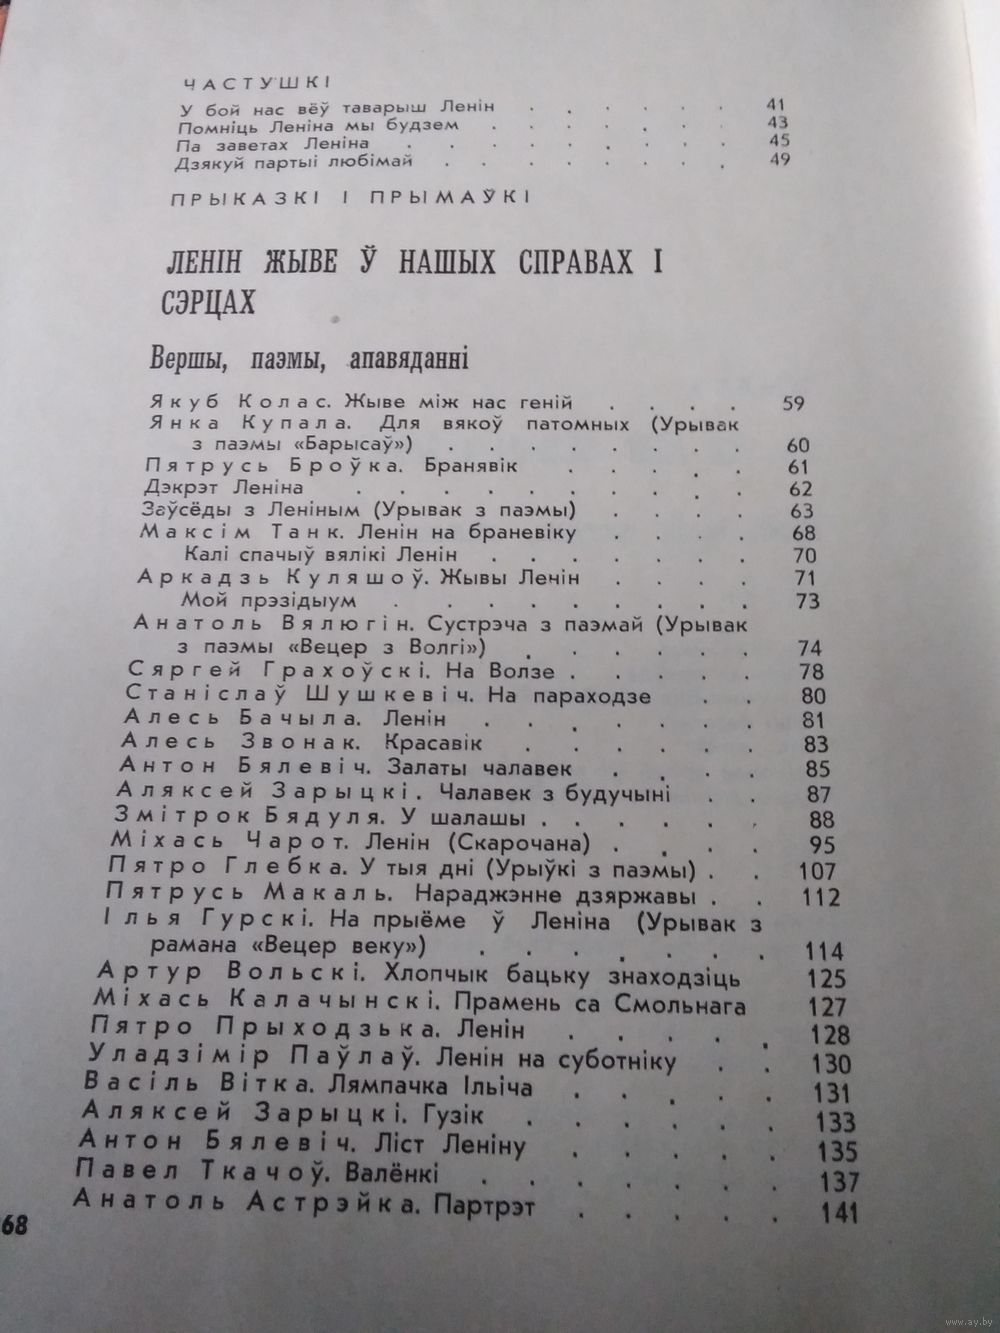 ЧАСТУШКІ
У бой нас вёў таварыш Ленін . . . . . . 41
Помніць Леніна мы будзем . . . . . . 43
Па заветах Леніна . . . . . . . . 45
Дзякуй партыі любімай . . . . . . . 49
ПРЫКАЗКІ І ПРЫМАЎКІ
ЛЕНІН ЖЫВЕ Ў НАШЫХ СПРАВАХ І
СЭРЦАХ
Вершы, паэмы, апавяданні
Якуб Колас. Жыве між нас геній . . . . 59
Янка Купала. Для вякоў патомных (Урывак
з паэмы «Барысаў») . . . . . . . 60
Пятрусь Броўка. Бранявік . . . . . 61
Дэкрэт Леніна . . . . . . . . . 62
Заўсёды з Леніным (Урывак з паэмы) . . . . 63
Максім Танк. Ленін на браневіку . . . . 68
Калі спачыў вялікі Ленін . . . . . . 70
Аркадзь Куляшоў. Жывы Ленін . . . . 71
Мой прэзідыум . . . . . . . . 73
Анатоль Вялюгін. Сустрэча з паэмай (Урывак
з паэмы «Вецер з Волгі») . . . . . . 74
Сяргей Грахоўскі. На Волзе . . . . . 78
Станіслаў Шушкевіч. На параходзе . . 80
Алесь Бачыла. Ленін . . . . . . . 81
Алесь Звонак. Красавік . . . . . . 83
Антон Бялевіч. Залаты чалавек . . . . 85
Аляксей Зарыцкі. Чалавек з будучыні . . 87
Змітрок Бядуля. У шалашы . . . . . . 88
Міхась Чарот. Ленін (Скарочана) . . . . 95
Пятро Глебка. У тыя дні (Урыўкі з паэмы) . . 107
Пятрусь Макаль. Нараджэнне дзяржавы . . 112
Ілья Гурскі. На прыёме ў Леніна (Урывак з
рамана «Вецер веку») . . . . . . . 114
Артур Вольскі. Хлопчык бацьку знаходзіць 125
Міхась Калачынскі. Прамень са Смольнага 127
Пятро Прыходзька. Ленін . . . . . 128
Уладзімір Паўлаў. Ленін на суботніку . . 130
Васіль Вітка. Лямпачка Ільіча . . . . . 131
Аляксей Зарыцкі. Гузік . . . . . . 133
Антон Бялевіч. Ліст Леніну . . . . . 135
Павел Ткачоў. Валёнкі . . . . . . . 137
Анатоль Астрэйка. Партрэт . . . . . 141
68
www.ay.by